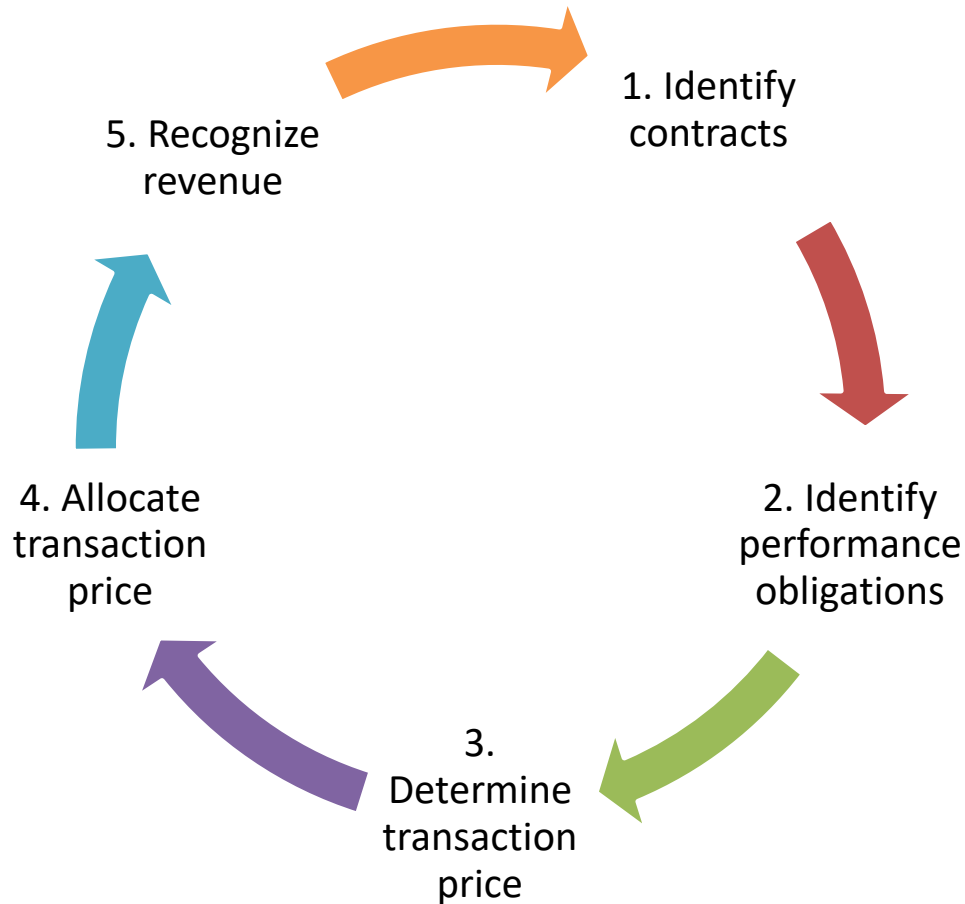 1. Identify
contracts
2. Identify
performance
obligations
3.
Determine
transaction
price
4. Allocate
transaction
price
5. Recognize
revenue